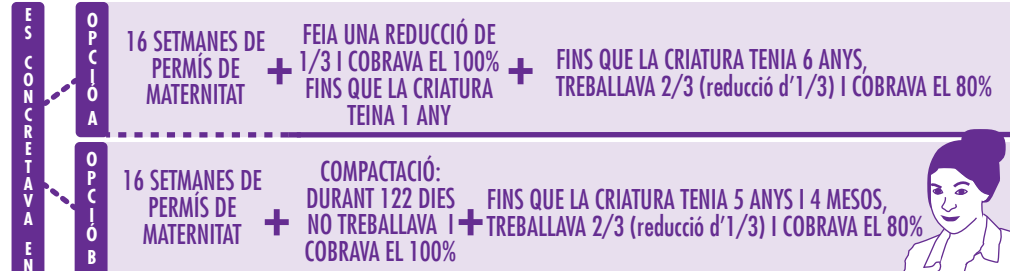 ES CONCRETAVA EN
OPCIÓ A
16 SETMANES DE
PERMÍS DE
MATERNITAT
+
FEIA UNA REDUCCIÓ DE
1/3 I COBRAVA EL 100%
FINS QUE LA CRIATURA
TEINA 1 ANY
+
FINS QUE LA CRIATURA TENIA 6 ANYS,
TREBALLAVA 2/3 (reducció d'1/3) I COBRAVA EL 80%
OPCIÓ B
16 SETMANES DE
PERMÍS DE
MATERNITAT
+
COMPACTACIÓ:
DURANT 122 DIES
NO TREBALLAVA I
COBRAVA EL 100%
+
FINS QUE LA CRIATURA TENIA 5 ANYS I 4 MESOS,
TREBALLAVA 2/3 (reducció d'1/3) I COBRAVA EL 80%